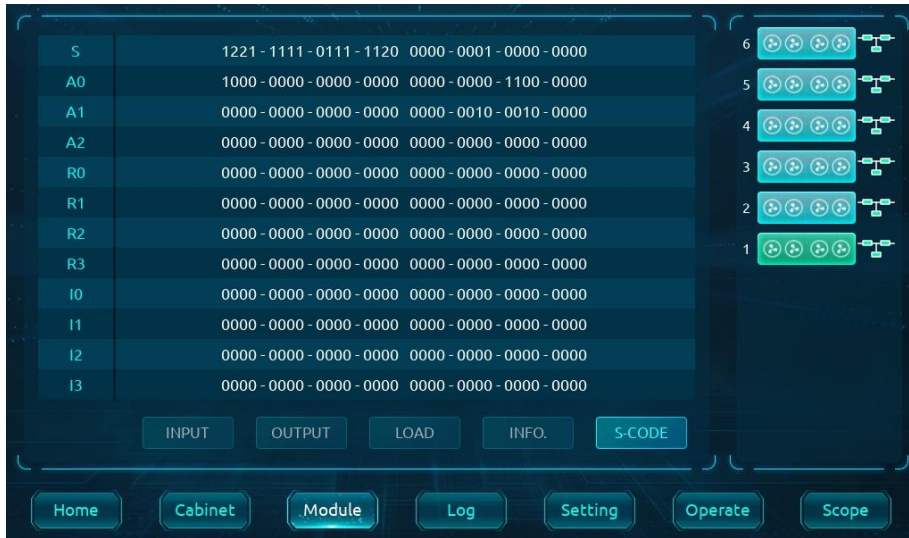 S 1221 - 1111 - 0111 - 1120 0000 - 0001 - 0000 - 0000
A0 1000 - 0000 - 0000 - 0000 0000 - 0000 - 1100 - 0000
A1 0000 - 0000 - 0000 - 0000 0000 - 0010 - 0010 - 0000
A2 0000 - 0000 - 0000 - 0000 0000 - 0000 - 0000 - 0000
R0 0000 - 0000 - 0000 - 0000 0000 - 0000 - 0000 - 0000
R1 0000 - 0000 - 0000 - 0000 0000 - 0000 - 0000 - 0000
R2 0000 - 0000 - 0000 - 0000 0000 - 0000 - 0000 - 0000
R3 0000 - 0000 - 0000 - 0000 0000 - 0000 - 0000 - 0000
I0 0000 - 0000 - 0000 - 0000 0000 - 0000 - 0000 - 0000
I1 0000 - 0000 - 0000 - 0000 0000 - 0000 - 0000 - 0000
I2 0000 - 0000 - 0000 - 0000 0000 - 0000 - 0000 - 0000
I3 0000 - 0000 - 0000 - 0000 0000 - 0000 - 0000 - 0000
INPUT OUTPUT LOAD INFO. S-CODE
6
5
4
3
2
1
Home Cabinet Module Log Setting Operate Scope